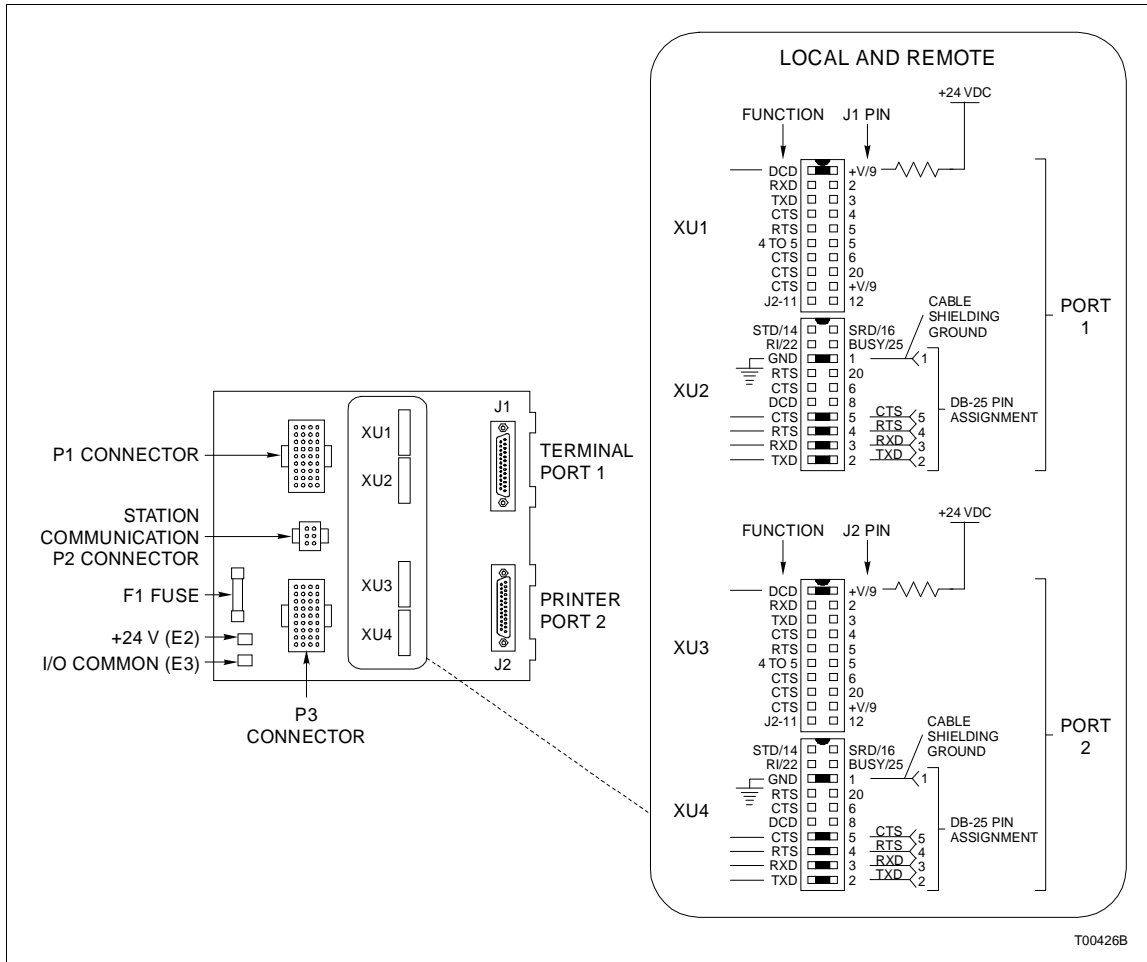 LOCAL AND REMOTE
+24 VDC
FUNCTION
J1 PIN
XU1
DCD +V/9
RXD 2
TXD 3
CTS 4
RTS 5
4 TO 5 5
CTS 6
CTS 20
CTS +V/9
J2-11 12
CABLE
SHIELDING
GROUND
PORT
1
XU2
STD/14 SRD/16
RI/22 BUSY/25
GND 1 1
RTS 20
CTS 6
DCD 8
CTS 5 CTS 5
RTS 4 RTS 4
RXD 3 RXD 3
TXD 2 TXD 2
DB-25 PIN
ASSIGNMENT
P1 CONNECTOR
STATION
COMMUNICATION
P2 CONNECTOR
F1 FUSE
+24 V (E2)
I/O COMMON (E3)
P3
CONNECTOR
XU1
XU2
XU3
XU4
J1
TERMINAL
PORT 1
PRINTER
PORT 2
J2
+24 VDC
FUNCTION
J2 PIN
XU3
DCD +V/9
RXD 2
TXD 3
CTS 4
RTS 5
4 TO 5 5
CTS 6
CTS 20
CTS +V/9
J2-11 12
CABLE
SHIELDING
GROUND
PORT
2
XU4
STD/14 SRD/16
RI/22 BUSY/25
GND 1 1
RTS 20
CTS 6
DCD 8
CTS 5 CTS 5
RTS 4 RTS 4
RXD 3 RXD 3
TXD 2 TXD 2
DB-25 PIN
ASSIGNMENT
T00426B